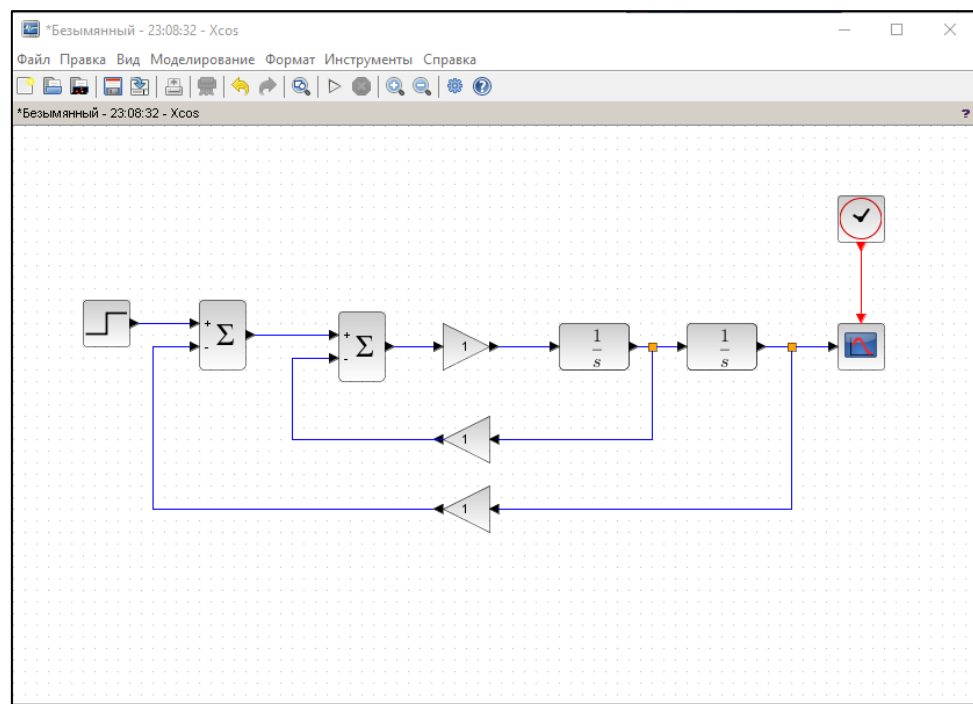 *Безымянный - 23:08:32 - Xcos
Файл Правка Вид Моделирование Формат Инструменты Справка
*Безымянный - 23:08:32 - Xcos
?
+
-
Σ
+
-
Σ
1
1
s
1
s
1
1